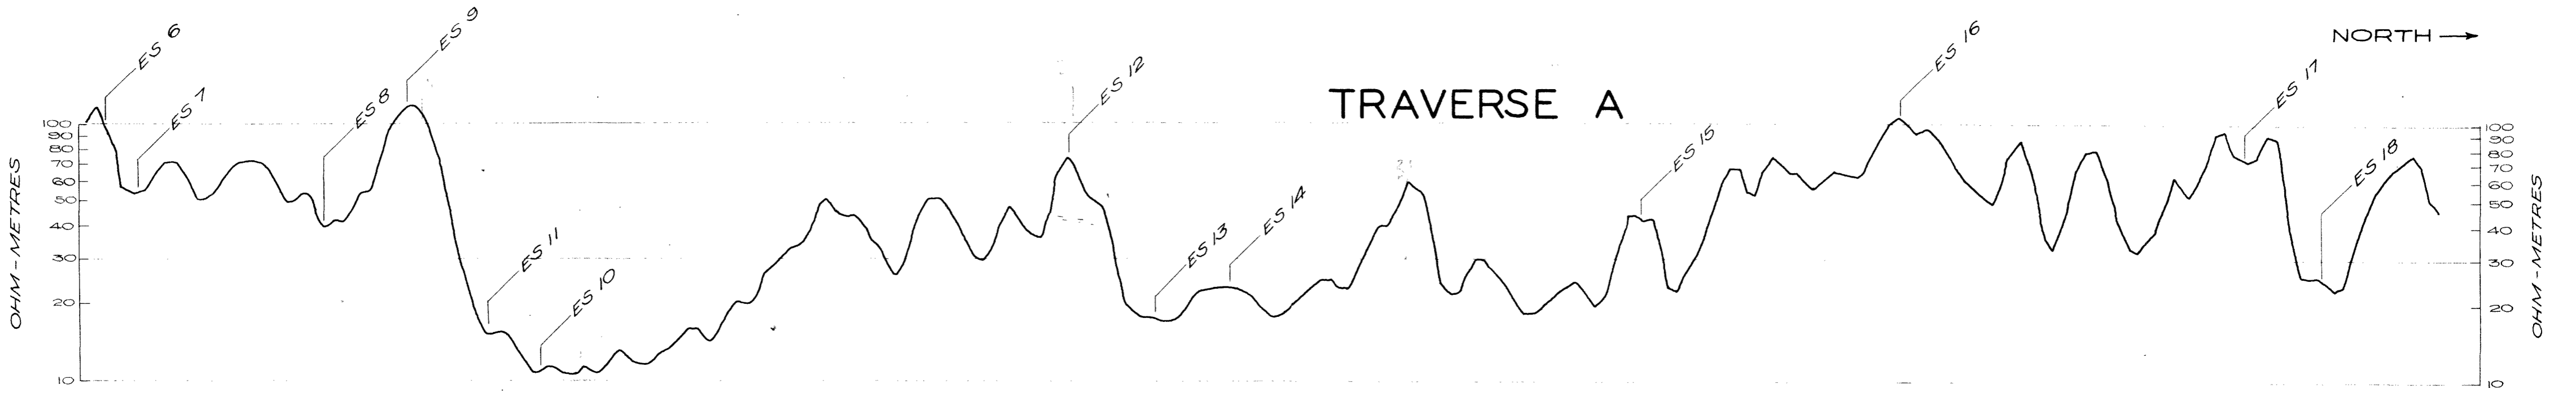 NORTH →
TRAVERSE A
ES 6
ES 7
ES 8
ES 9
ES 11
ES 10
ES 12
ES 13
ES 14
ES 15
ES 16
ES 17
ES 18
OHM-METRES
100
90
80
70
60
50
40
30
20
10
100
90
80
70
60
50
40
30
20
10
OHM-METRES